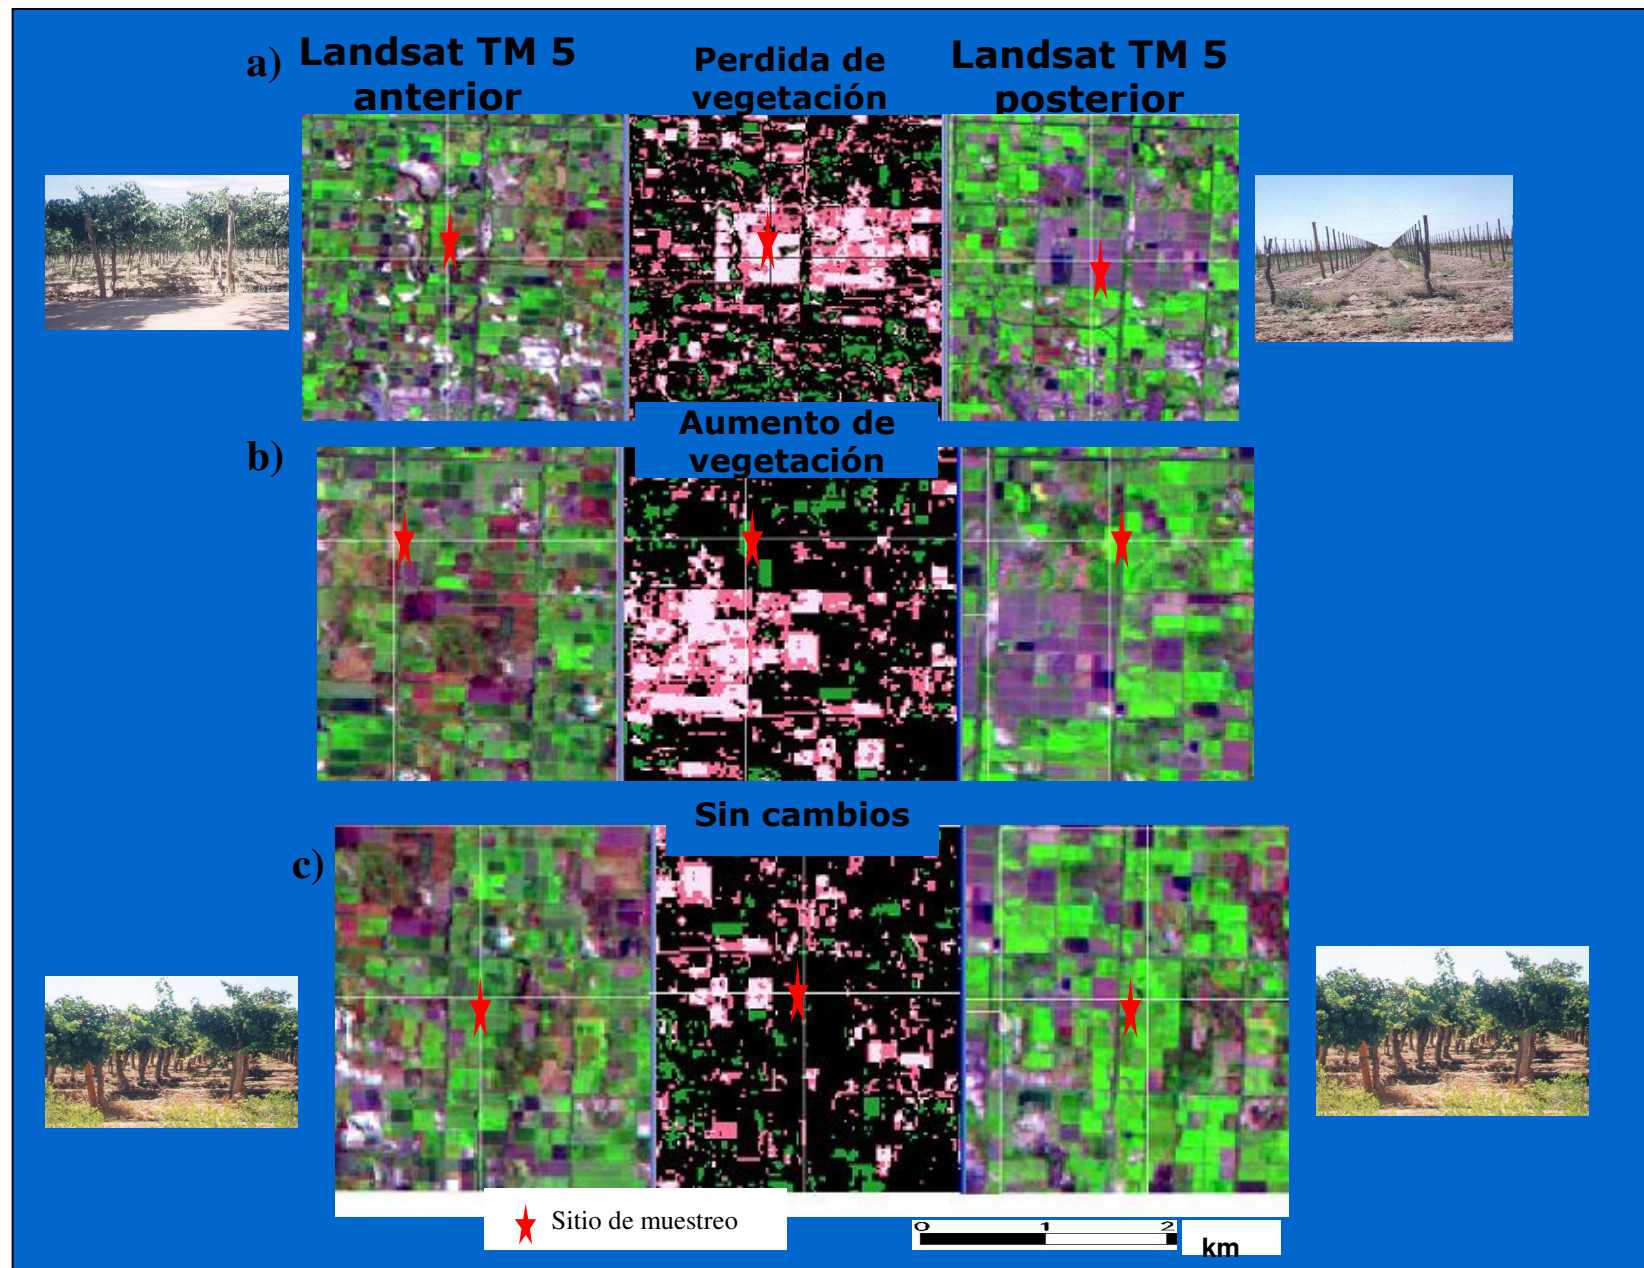 a)
Landsat TM 5
anterior
Perdida de
vegetación
Landsat TM 5
posterior
b)
Aumento de
vegetación
c)
Sin cambios
Sitio de muestreo
0 1 2
km